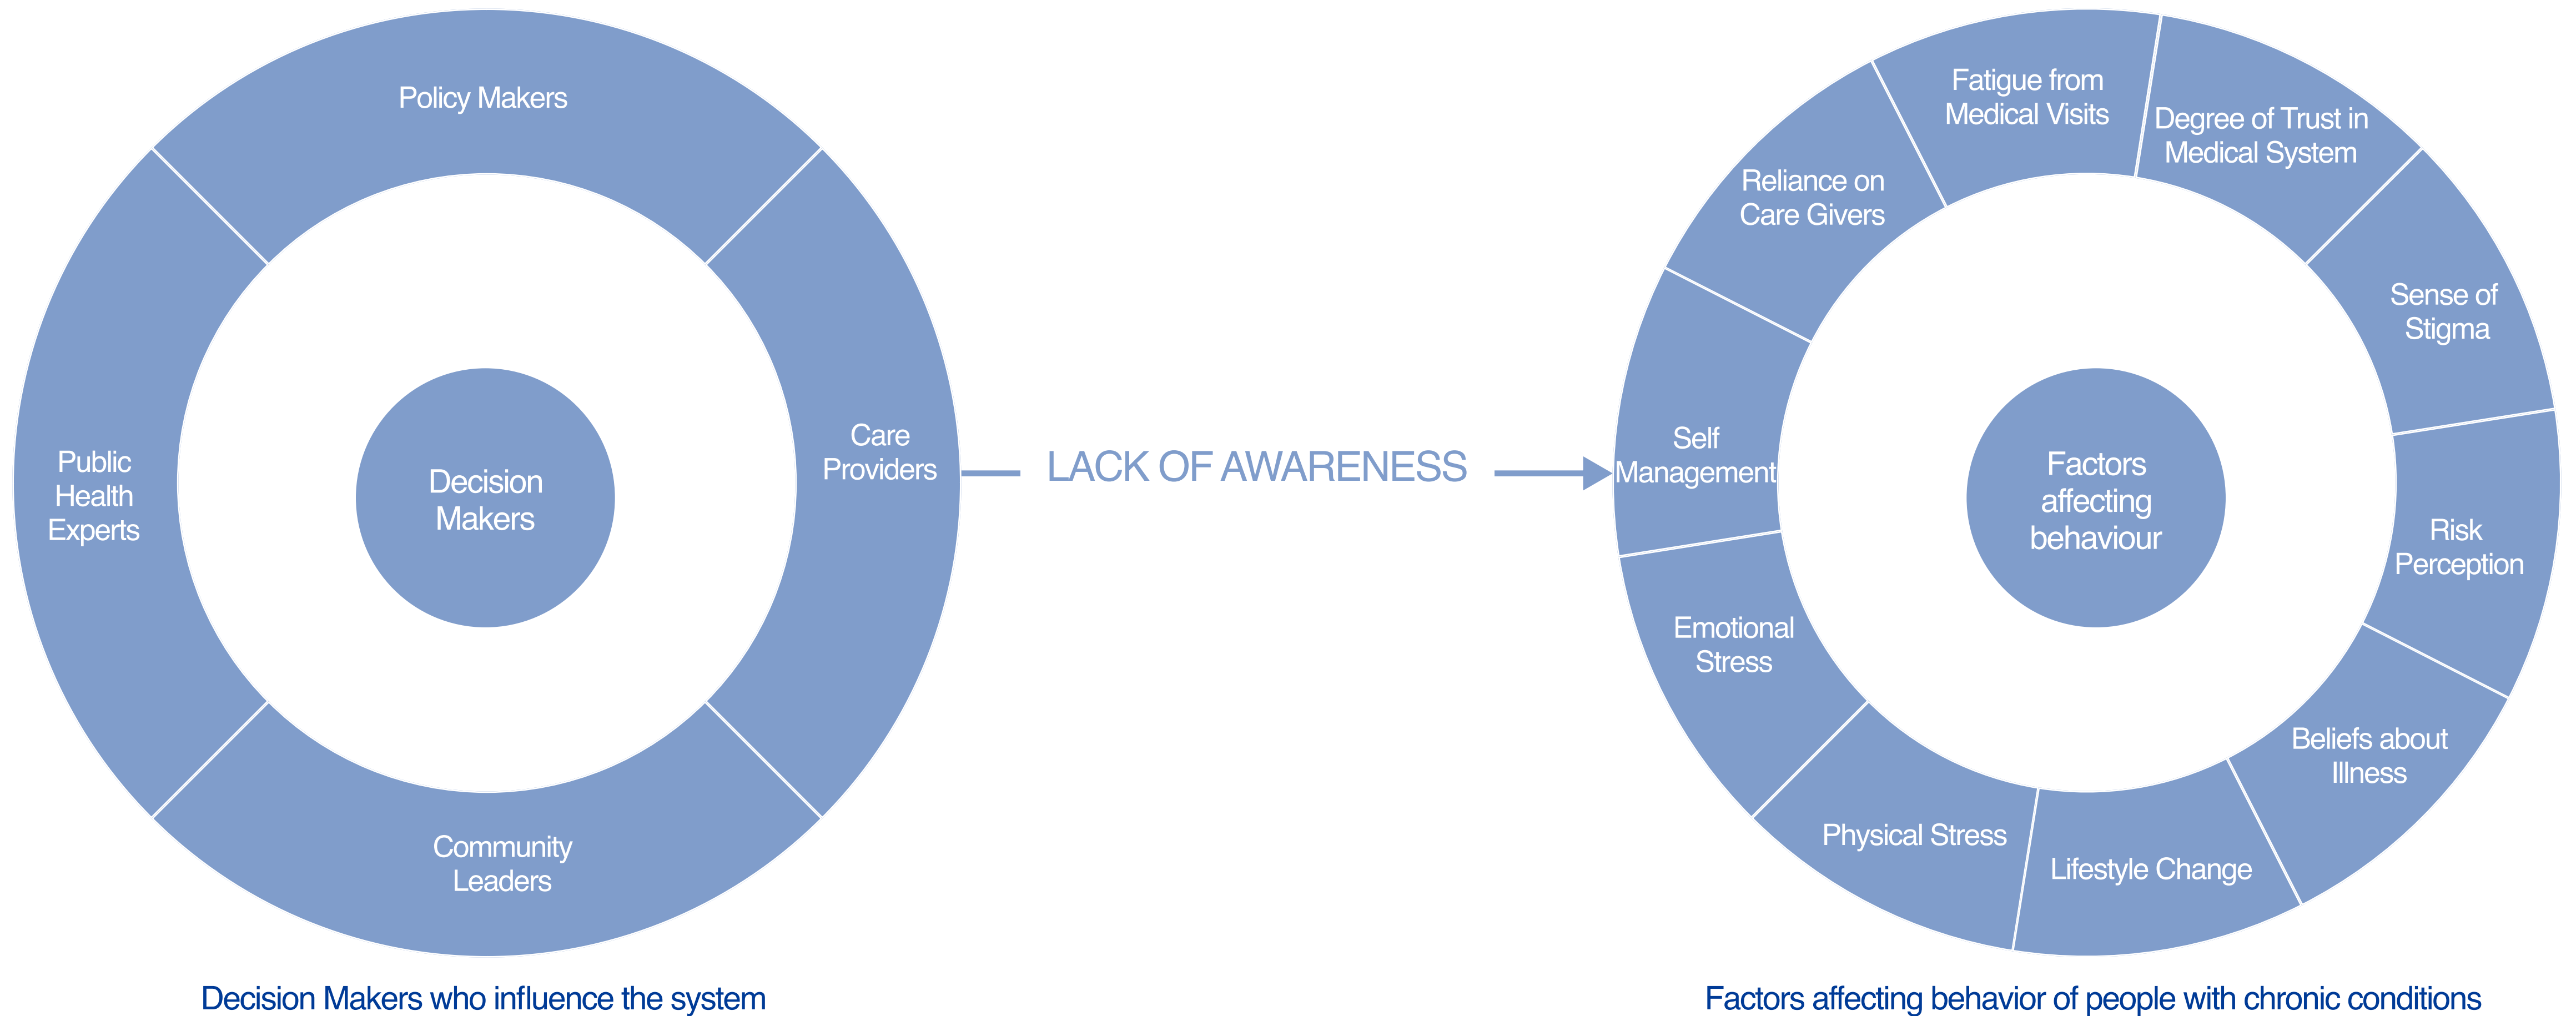 Policy Makers
Care
Providers
Community
Leaders
Public
Health
Experts
Decision
Makers
Decision Makers who influence the system
LACK OF AWARENESS
Fatigue from
Medical Visits
Degree of Trust in
Medical System
Sense of
Stigma
Risk
Perception
Beliefs about
Illness
Lifestyle Change
Physical Stress
Emotional
Stress
Self
Management
Reliance on
Care Givers
Factors
affecting
behaviour
Factors affecting behavior of people with chronic conditions